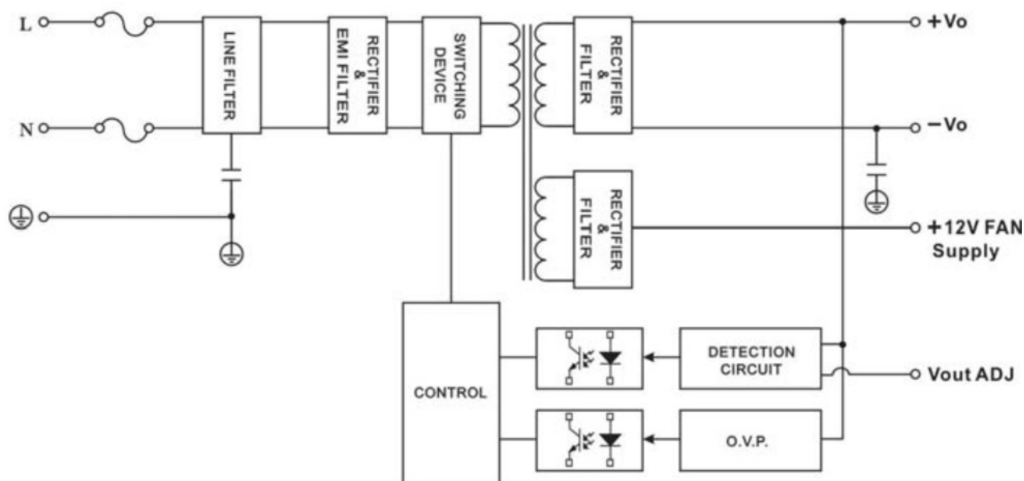 L
N
LINE FILTER
RECTIFIER
&
EMI FILTER
SWITCHING
DEVICE
RECTIFIER
&
FILTER
+Vo
−Vo
RECTIFIER
&
FILTER
+12V FAN
Supply
CONTROL
DETECTION
CIRCUIT
Vout ADJ
O.V.P.